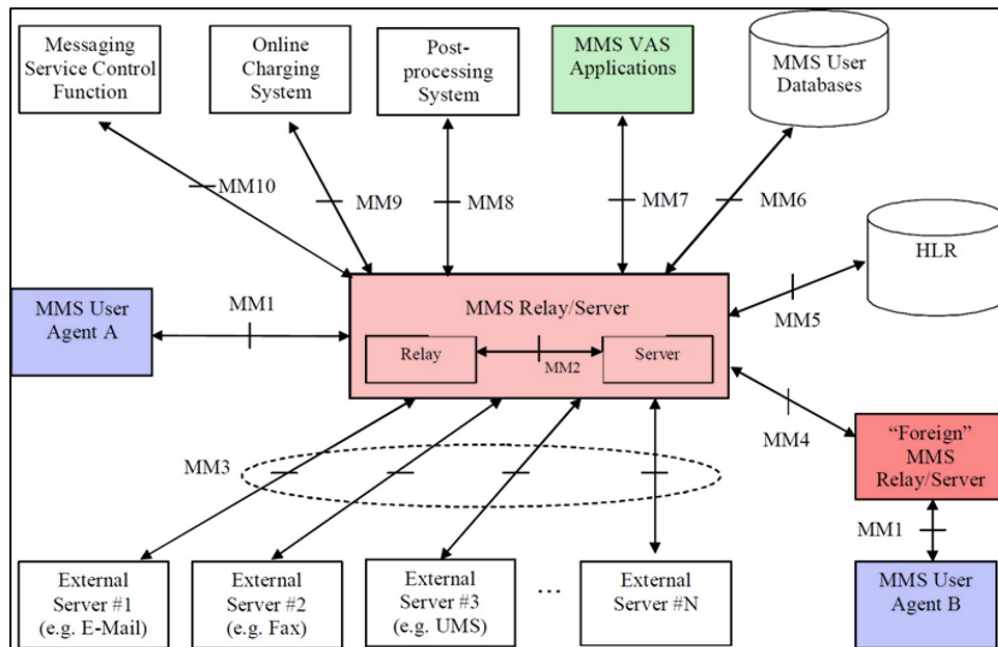 Messaging
Service Control
Function
Online
Charging
System
Post-
processing
System
MMS VAS
Applications
MMS User
Databases
MM10
MM9
MM8
MM7
MM6
HLR
MM5
MMS User
Agent A
MM1
MMS Relay/Server
Relay
MM2
Server
MM4
“Foreign”
MMS
Relay/Server
MM3
MM1
External
Server #1
(e.g. E-Mail)
External
Server #2
(e.g. Fax)
External
Server #3
(e.g. UMS)
...
External
Server #N
MMS User
Agent B